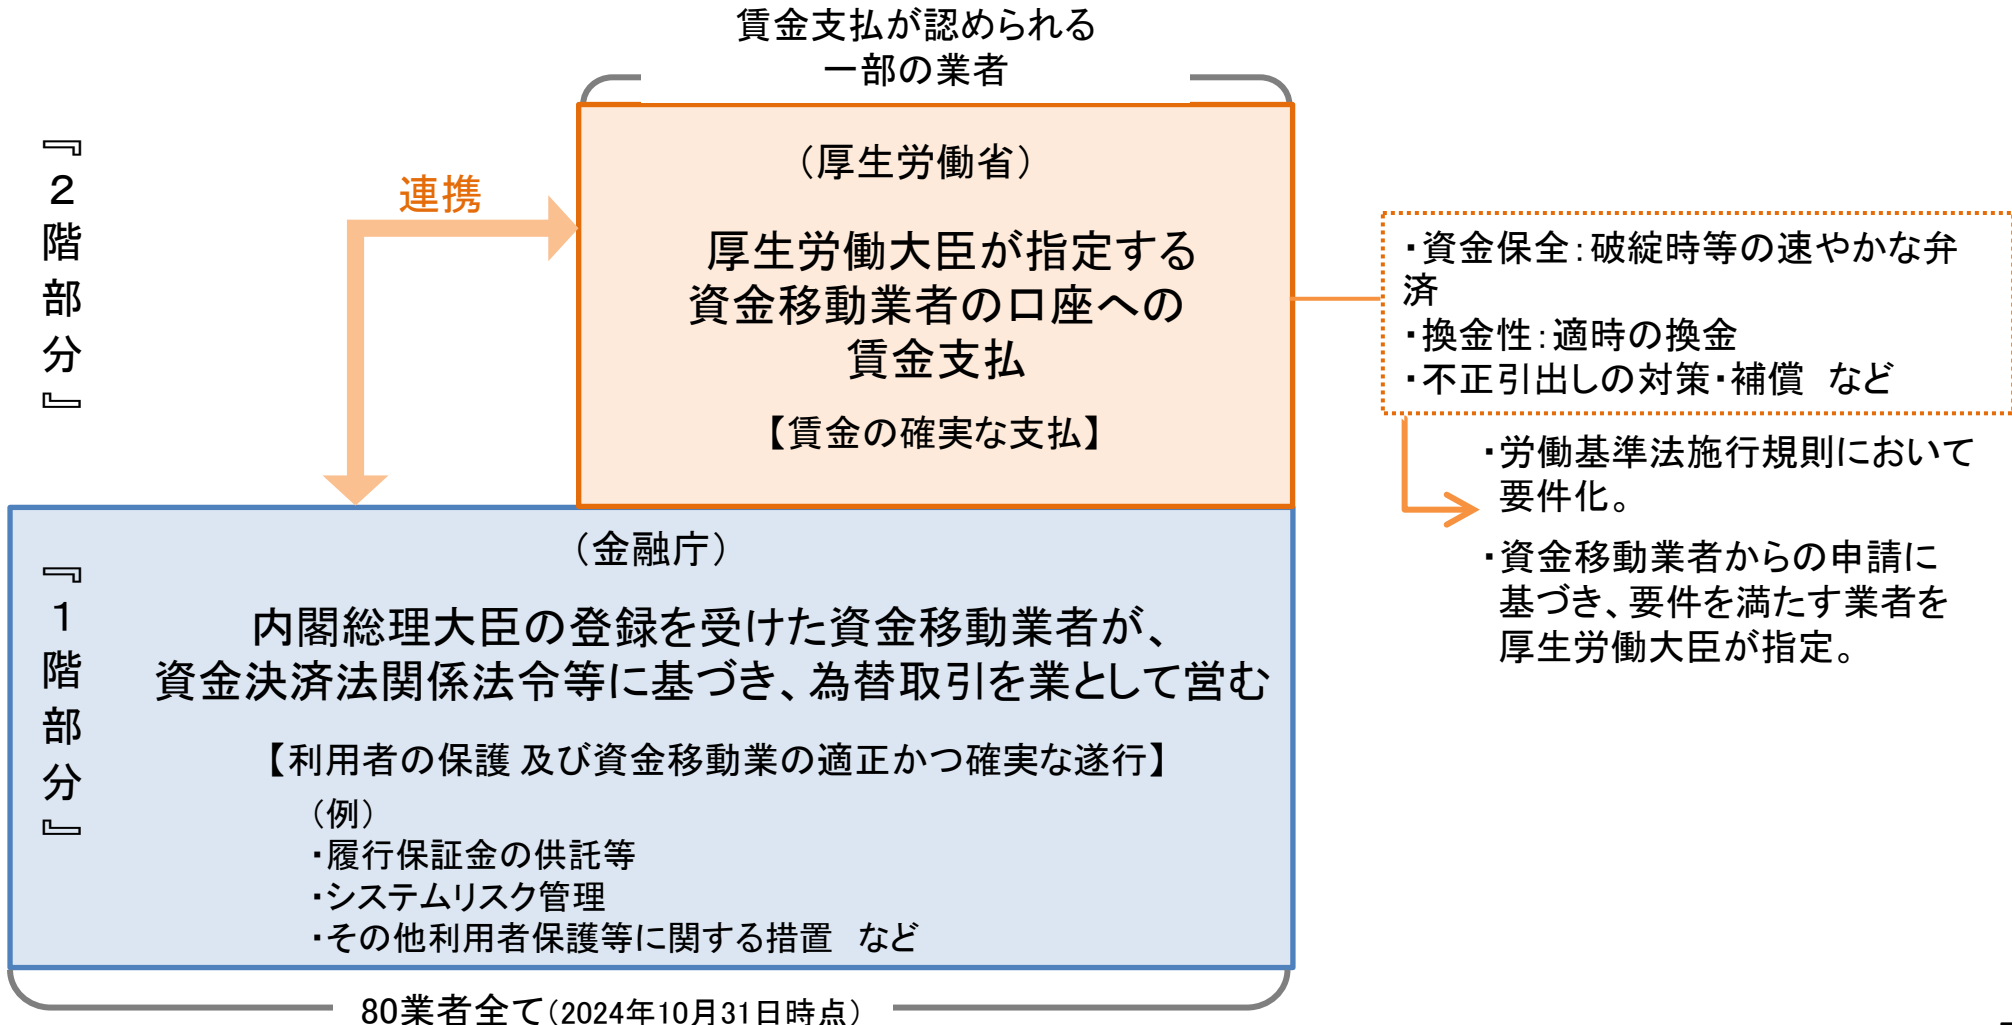 賃金支払が認められる
一部の業者
『2階部分』
連携
（厚生労働省）
厚生労働大臣が指定する
資金移動業者の口座への
賃金支払
【賃金の確実な支払】
・資金保全：破綻時等の速やかな弁
済
・換金性：適時の換金
・不正引出しの対策・補償　など
・労働基準法施行規則において
要件化。
・資金移動業者からの申請に
基づき、要件を満たす業者を
厚生労働大臣が指定。
『1階部分』
（金融庁）
内閣総理大臣の登録を受けた資金移動業者が、
資金決済法関係法令等に基づき、為替取引を業として営む
【利用者の保護 及び資金移動業の適正かつ確実な遂行】
（例）
・履行保証金の供託等
・システムリスク管理
・その他利用者保護等に関する措置　など
80業者全て（2024年10月31日時点）